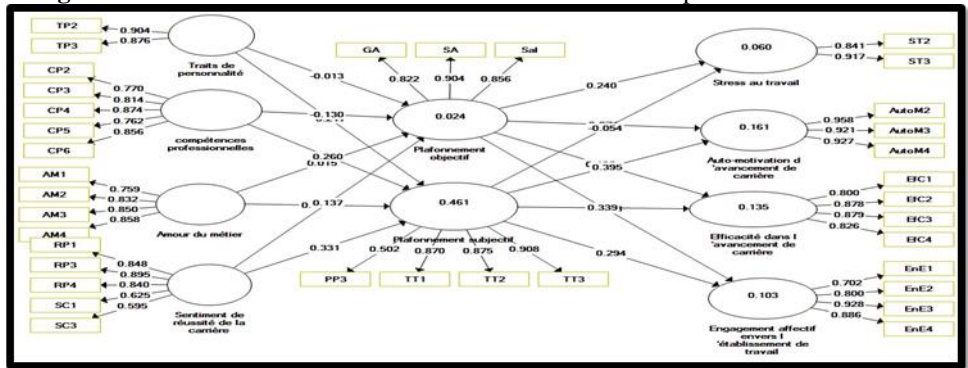 TP2
0.904
TP3
0.876
Traits de
personnalité
CP2
0.770
CP3
0.814
CP4
0.874
CP5
0.762
CP6
0.856
compétences
professionnelles
AM1
0.759
AM2
0.832
AM3
0.850
AM4
0.858
Amour du métier
RP1
0.848
RP3
0.895
RP4
0.840
SC1
0.625
SC3
0.595
Sentiment de
réussité de la
carrière
GA
SA
Sal
0.822
0.904
0.856
-0.013
-0.130
0.024
Plafonnement
objectif
0.260
0.015
0.137
0.331
0.461
Plafonnement subjectif
0.502
0.870
0.875
0.908
PP3
TT1
TT2
TT3
0.240
-0.054
0.395
0.339
0.294
0.060
Stress au travail
0.841
ST2
0.917
ST3
0.161
Auto-motivation d
'avancement de
carrière
0.958
AutoM2
0.921
AutoM3
0.927
AutoM4
0.135
Efficacité dans l
'avancement de
carrière
0.800
EfC1
0.878
EfC2
0.879
EfC3
0.826
EfC4
0.103
Engagement affectif
envers l
'établissement de
travail
0.702
EnE1
0.800
EnE2
0.928
EnE3
0.886
EnE4